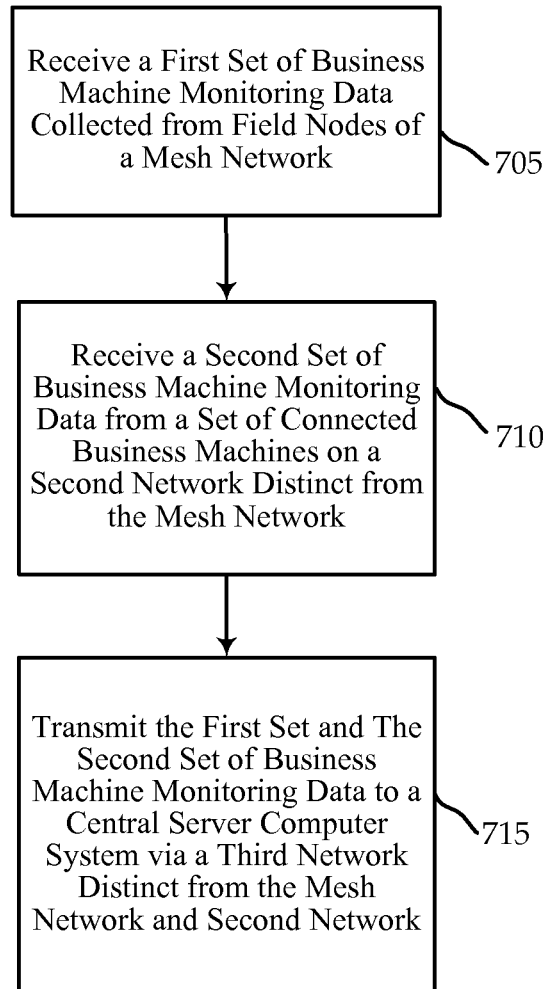 Receive a First Set of Business
Machine Monitoring Data
Collected from Field Nodes of
a Mesh Network
705
Receive a Second Set of
Business Machine Monitoring
Data from a Set of Connected
Business Machines on a
Second Network Distinct from
the Mesh Network
710
Transmit the First Set and The
Second Set of Business
Machine Monitoring Data to a
Central Server Computer
System via a Third Network
Distinct from the Mesh
Network and Second Network
715